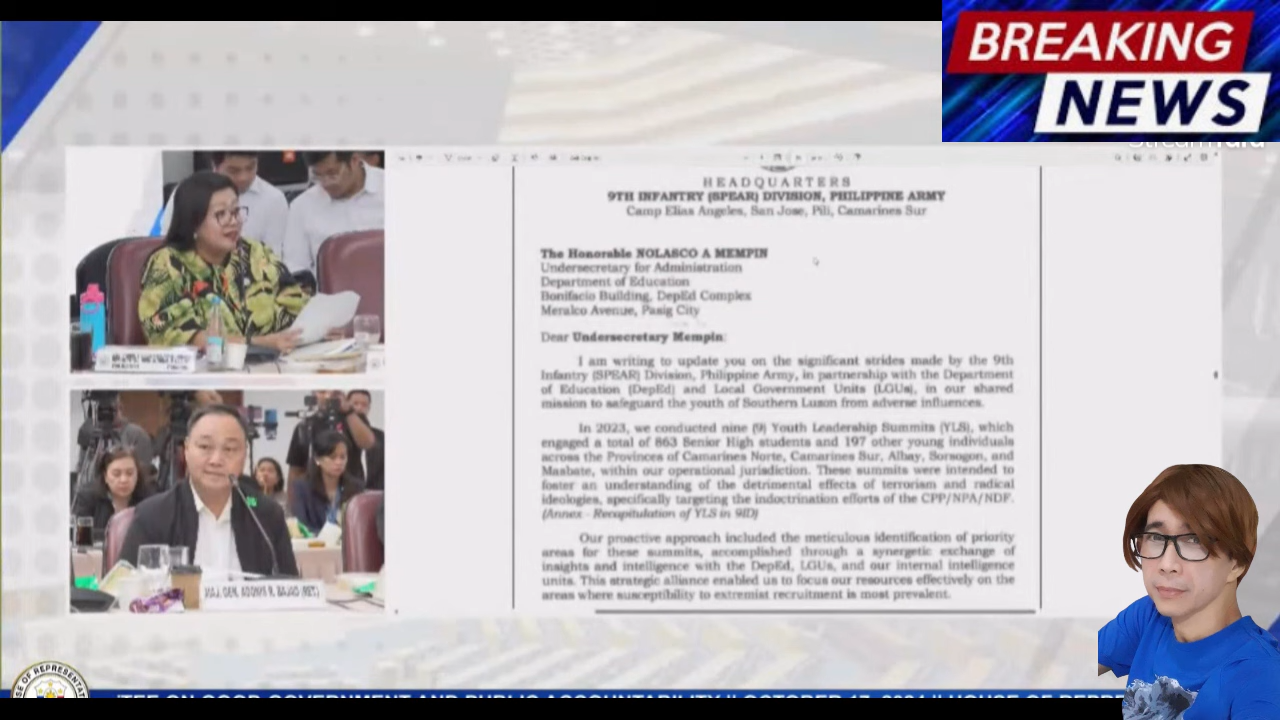 BREAKING
NEWS
HEADQUARTERS
9TH INFANTRY (SPEAR) DIVISION, PHILIPPINE ARMY
Camp Elias Angeles, San Jose, Pili, Camarines Sur
The Honorable NOLASCO A MEMPIN
Undersecretary for Administration
Department of Education
Bonifacio Building, DepEd Complex
Meralco Avenue, Pasig City
Dear Undersecretary Mempin:
I am writing to update you on the significant strides made by the 9th
Infantry (SPEAR) Division, Philippine Army, in partnership with the Department
of Education (DepEd) and Local Government Units (LGUs), in our shared
mission to safeguard the youth of Southern Luzon from adverse influences.
In 2023, we conducted nine (9) Youth Leadership Summits (YLS), which
engaged a total of 863 Senior High students and 197 other young individuals
across the Provinces of Camarines Norte, Camarines Sur, Albay, Sorsogon, and
Masbate, within our operational jurisdiction. These summits were intended to
foster an understanding of the detrimental effects of terrorism and radical
ideologies, specifically targeting the indoctrination efforts of the CPP/NPA/NDF.
(Annex - Recapitulation of YLS in 9ID)
Our proactive approach included the meticulous identification of priority
areas for these summits, accomplished through a synergetic exchange of
insights and intelligence with the DepEd, LGUs, and our internal intelligence
units. This strategic alliance enabled us to focus our resources effectively on the
areas where susceptibility to extremist recruitment is most prevalent.
MAJ. GEN. ADONIS R. BAJAO (RET.)